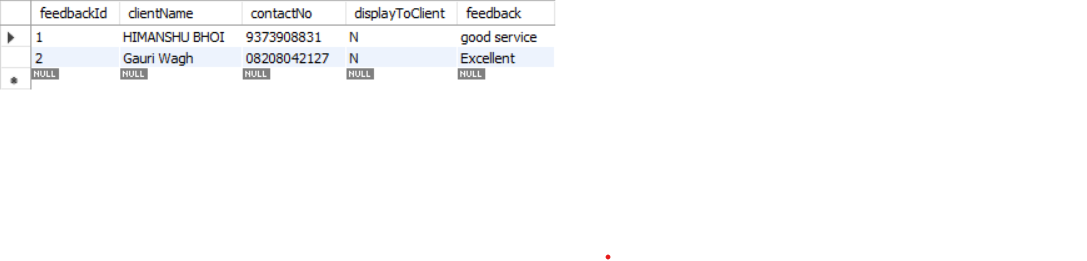 feedbackId clientName contactNo displayToClient feedback
1 HIMANSHU BHOI 9373908831 N good service
2 Gauri Wagh 08208042127 N Excellent
NULL NULL NULL NULL NULL